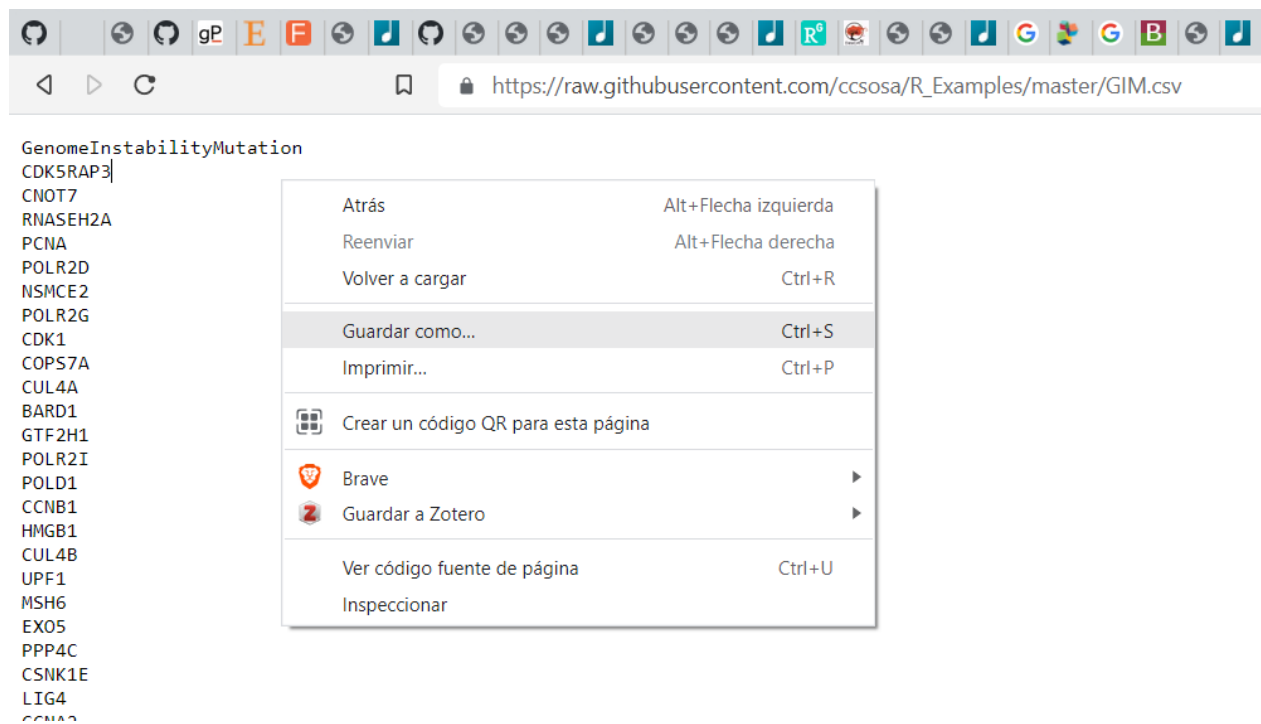 gP E F R G G B
https://raw.githubusercontent.com/ccsosa/R_Examples/master/GIM.csv
GenomeInstabilityMutation
CDK5RAP3
CNOT7
RNASEH2A
PCNA
POLR2D
NSMCE2
POLR2G
CDK1
COPS7A
CUL4A
BARD1
GTF2H1
POLR2I
POLD1
CCNB1
HMGB1
CUL4B
UPF1
MSH6
EXO5
PPP4C
CSNK1E
LIG4
CCNA2
Atrás Alt+Flecha izquierda
Reenviar Alt+Flecha derecha
Volver a cargar Ctrl+R
Guardar como... Ctrl+S
Imprimir... Ctrl+P
Crear un código QR para esta página
Brave
Z Guardar a Zotero
Ver código fuente de página Ctrl+U
Inspeccionar